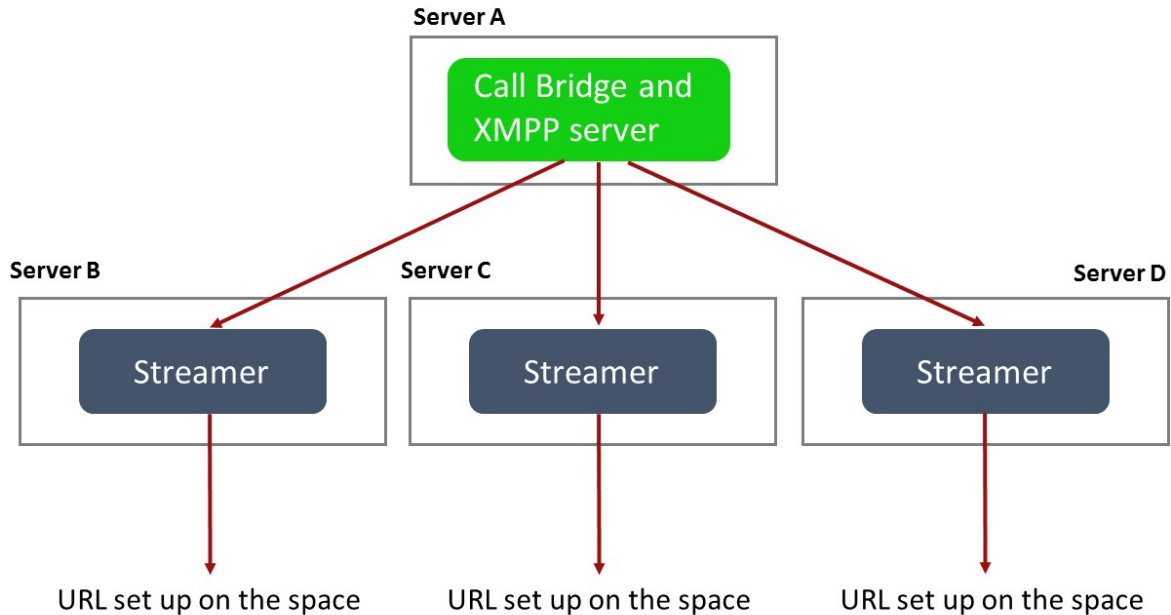 Server A
Call Bridge and
XMPP server
Server B
Server C
Server D
Streamer
Streamer
Streamer
URL set up on the space
URL set up on the space
URL set up on the space